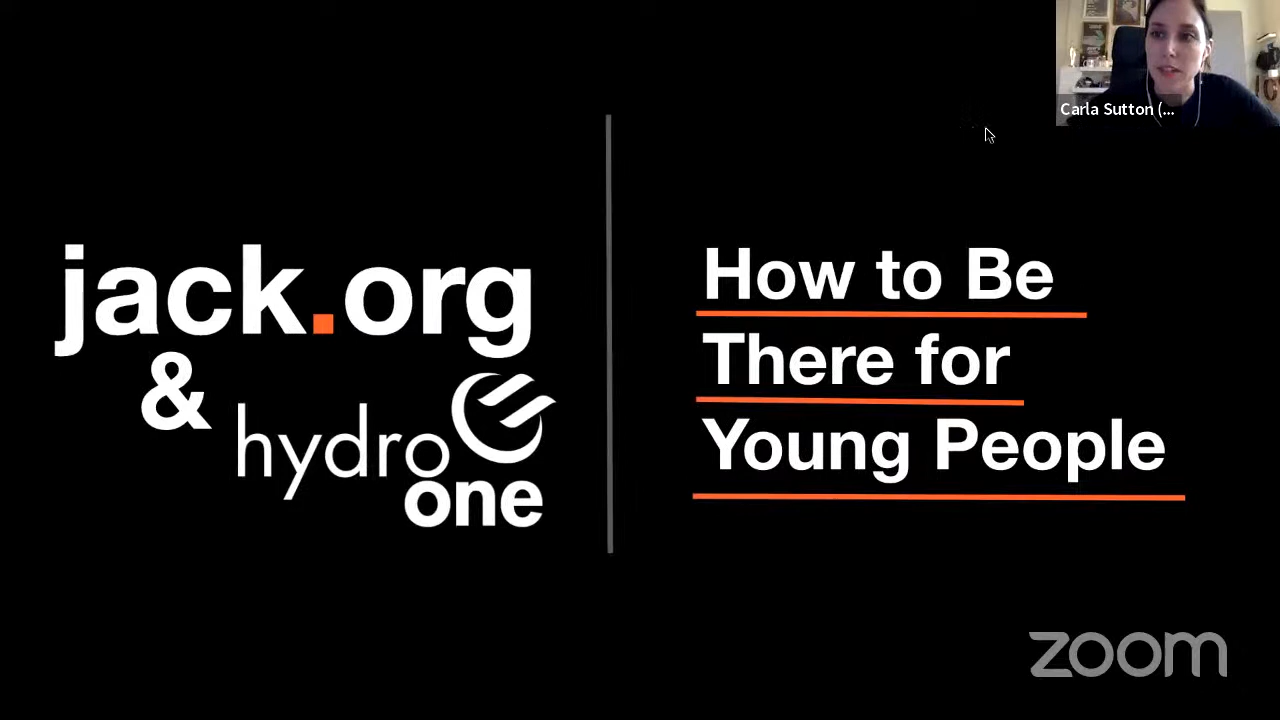 Carla Sutton (...
jack.org
&
hydro
one
How to Be
There for
Young People
zoom